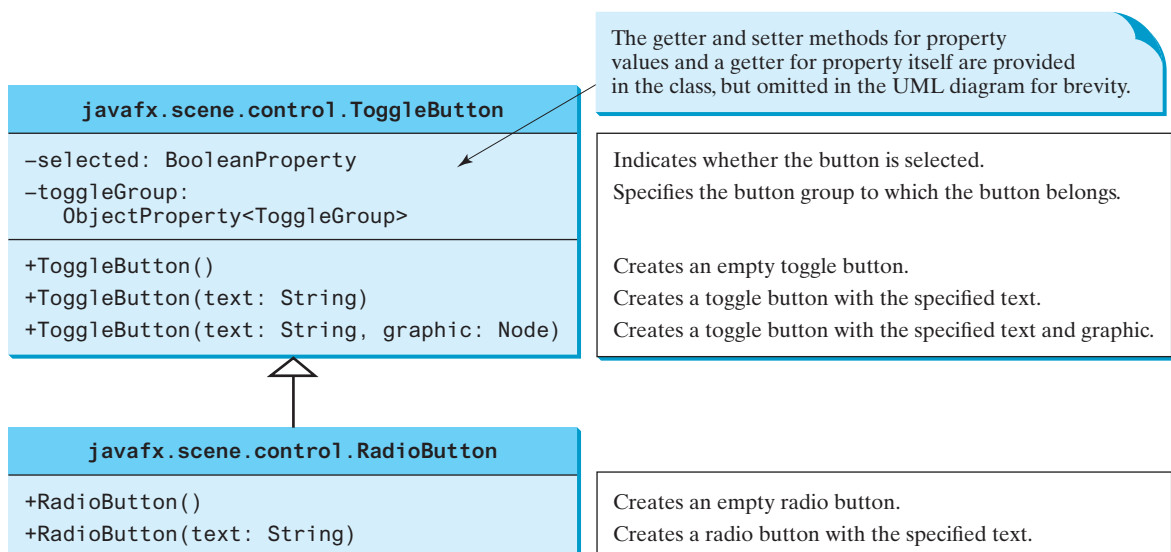 The getter and setter methods for property
values and a getter for property itself are provided
in the class, but omitted in the UML diagram for brevity.
javafx.scene.control.ToggleButton
–selected: BooleanProperty
Indicates whether the button is selected.
–toggleGroup:
Specifies the button group to which the button belongs.
ObjectProperty<ToggleGroup>
+ToggleButton()
Creates an empty toggle button.
+ToggleButton(text: String)
Creates a toggle button with the specified text.
+ToggleButton(text: String, graphic: Node)
Creates a toggle button with the specified text and graphic.
javafx.scene.control.RadioButton
+RadioButton()
Creates an empty radio button.
+RadioButton(text: String)
Creates a radio button with the specified text.